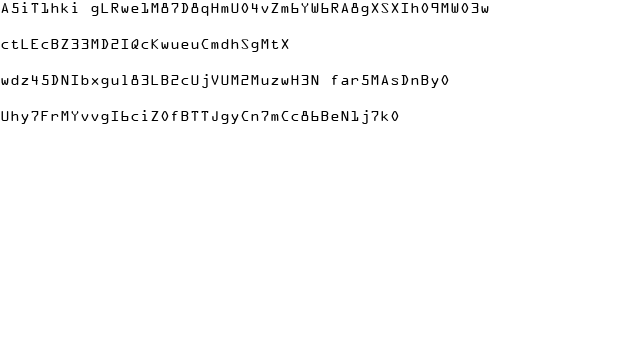 A5iT1hki gLRwe1M87D8qHmU04vZm6YW6RA8gXSXIh09MW03w
ctLEcBZ33MD2IQcKwueuCmdhSgMtX
wdz45DNIbxgul83LB2cUjVUM2MuzwH3N far5MAsDnBy0
Uhy7FrMYvvgI6ciZ0fBTTJgyCn7mCc86BeN1j7k0